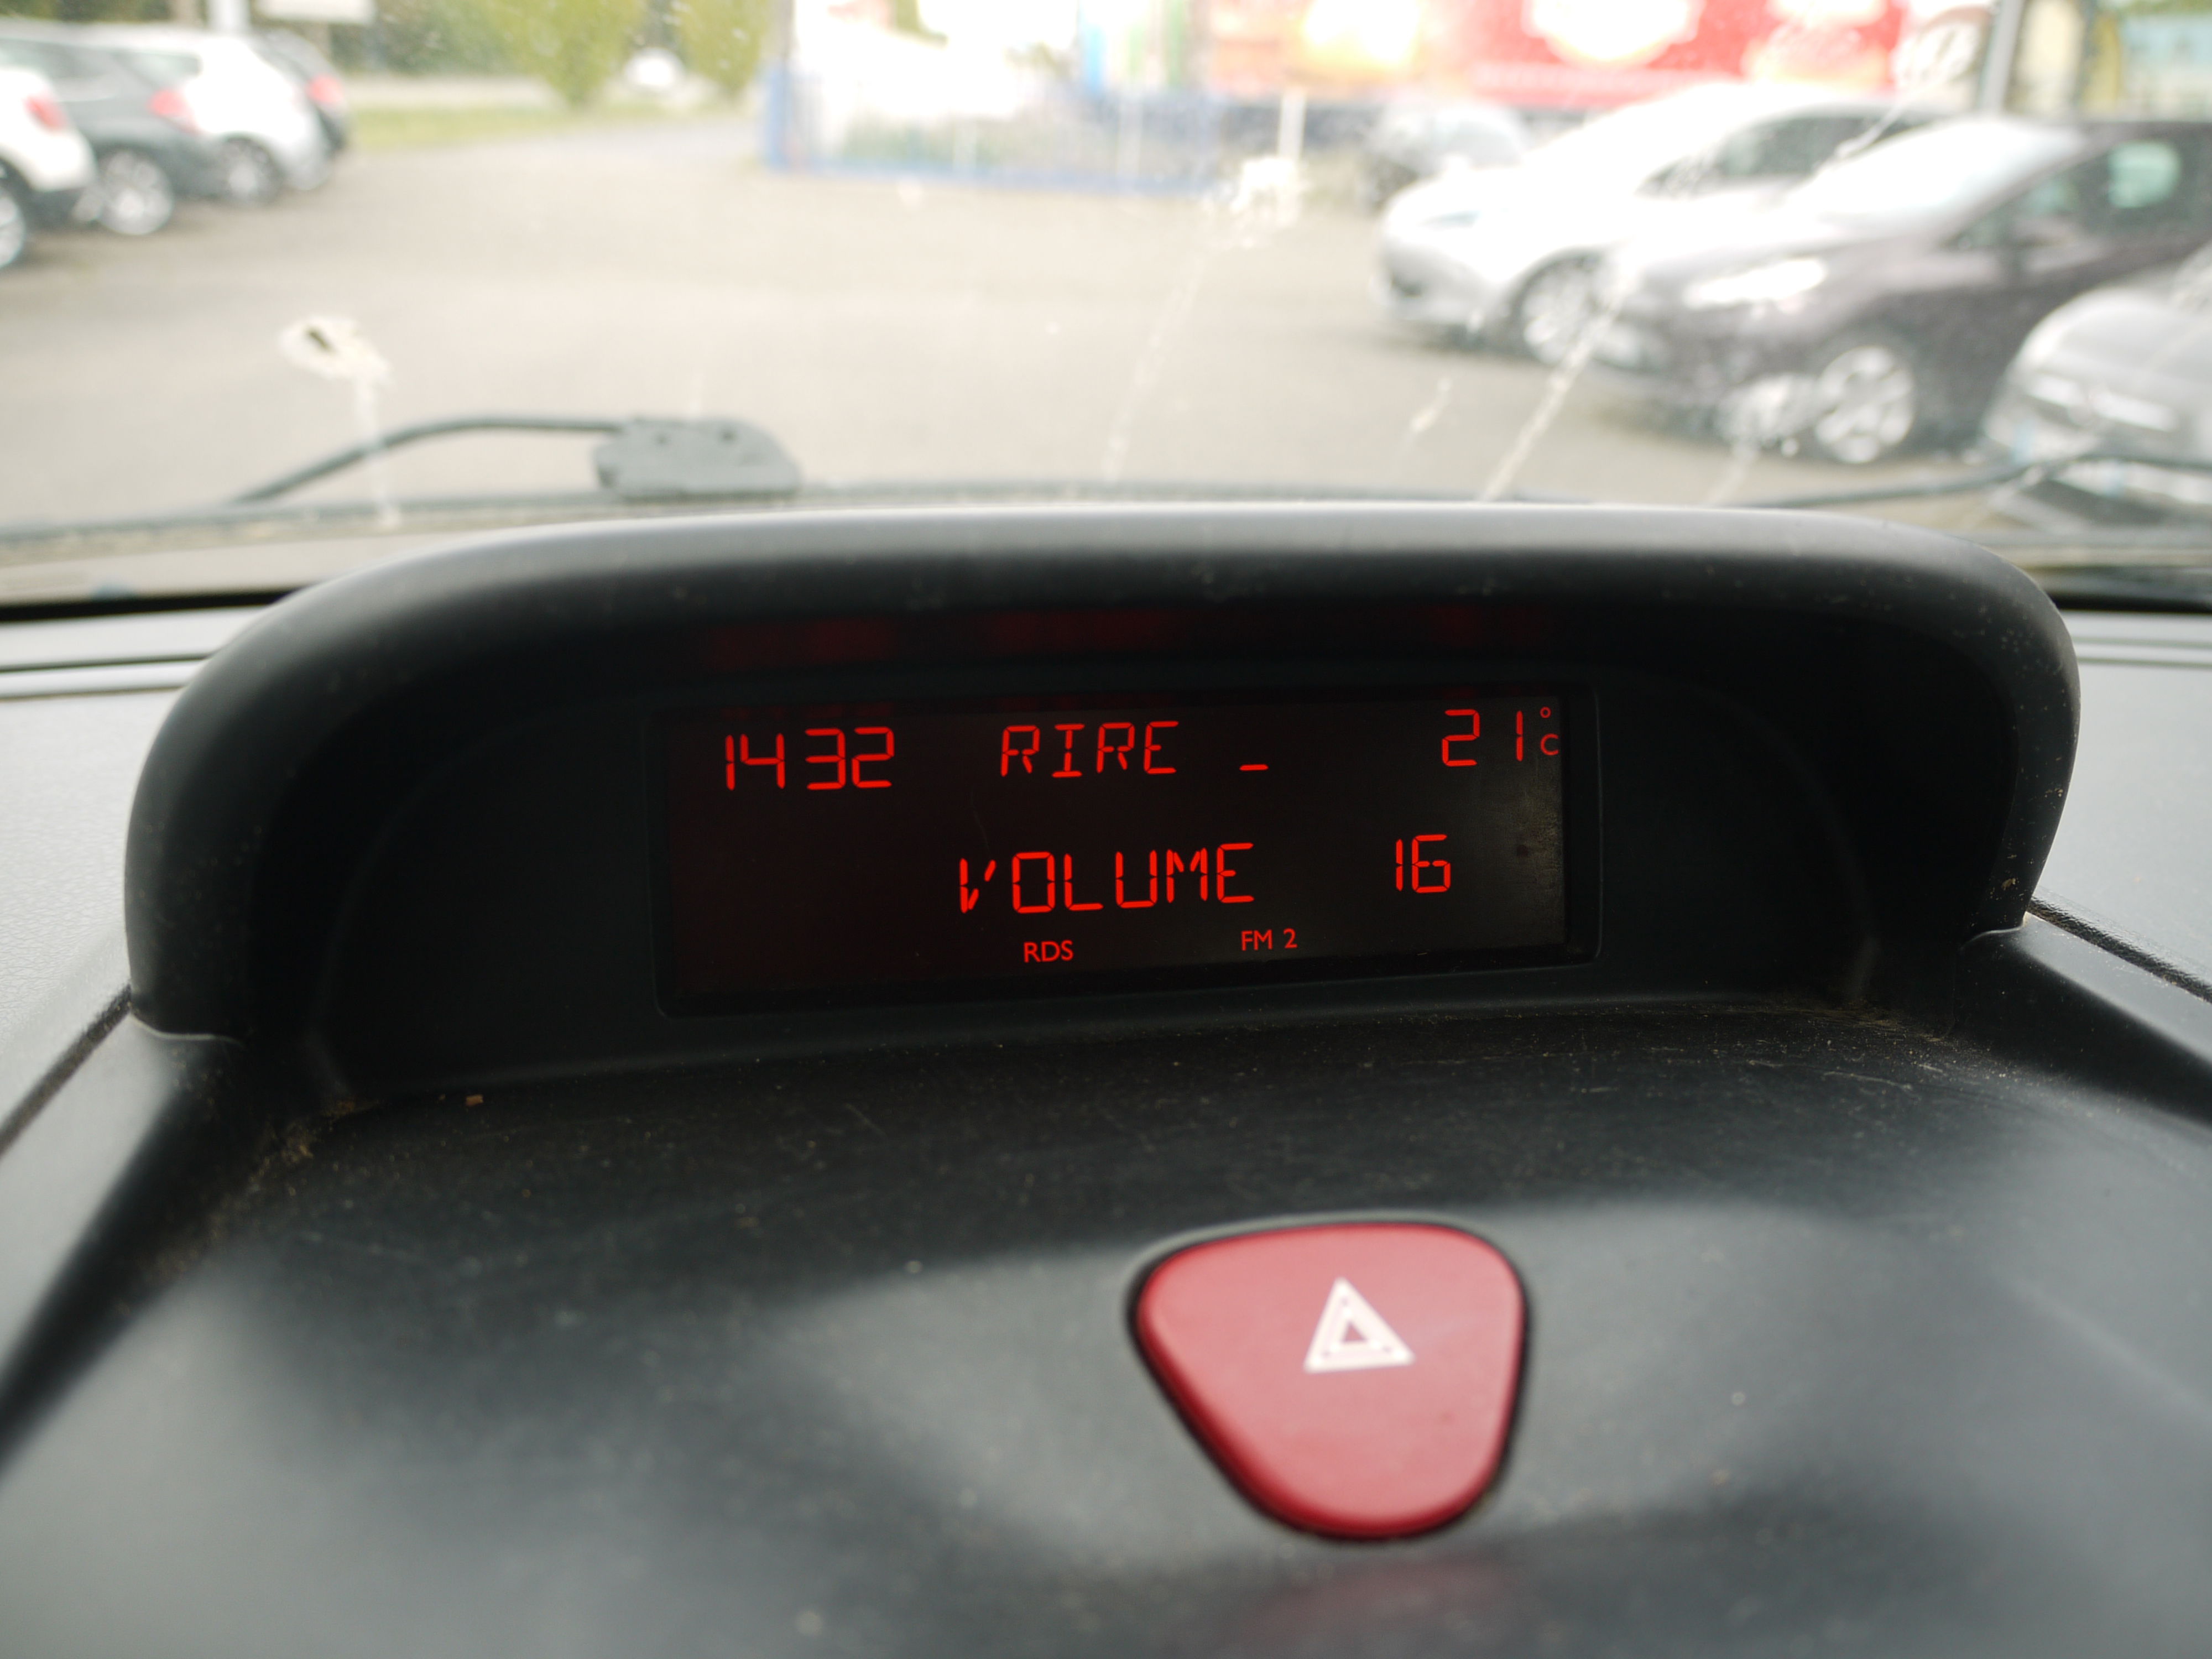 1432 RIRE _ 21°C
VOLUME 16
RDS FM 2